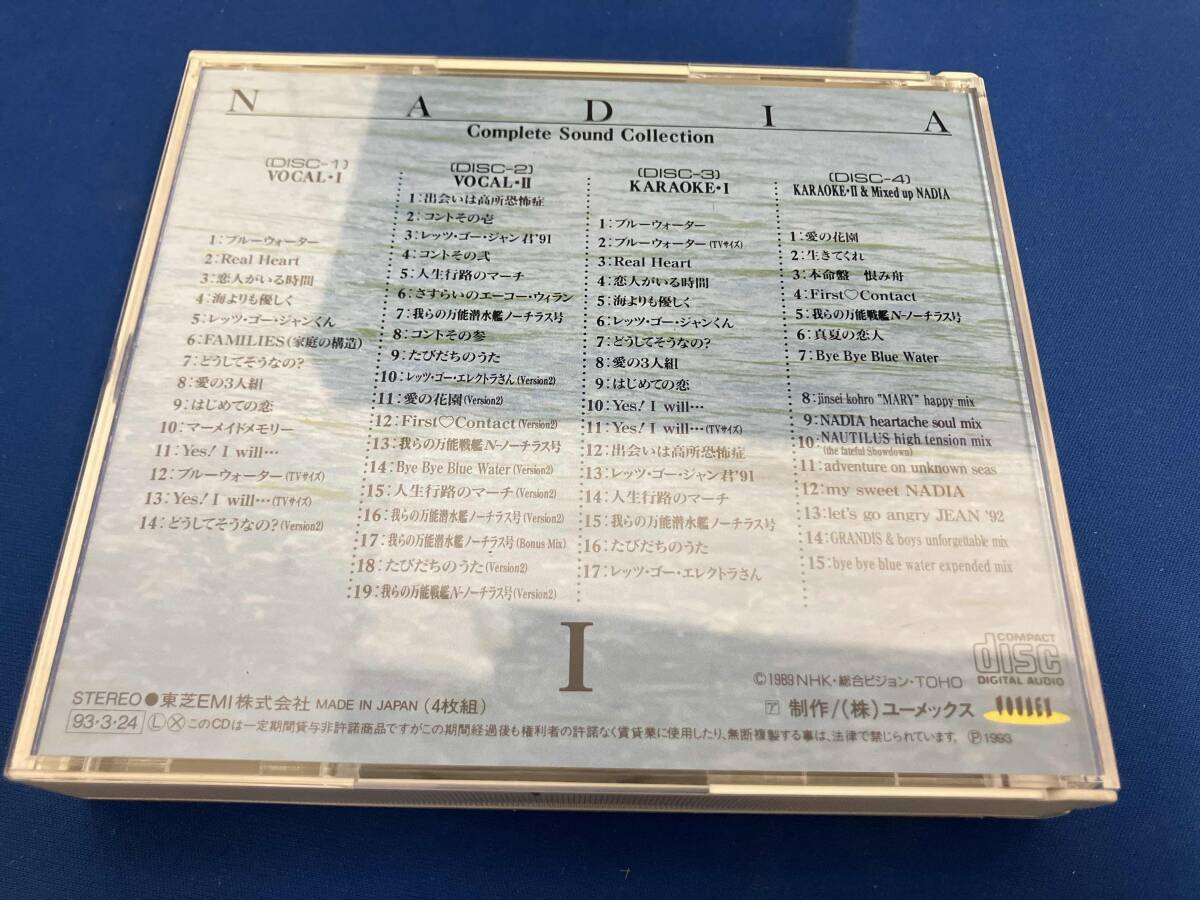 N A D I A
Complete Sound Collection
(DISC-1)
VOCAL・I
1:ブルーウォーター
2:Real Heart
3:恋人がいる時間
4:海よりも優しく
5:レッツ・ゴー・ジャンくん
6:FAMILIES(家庭の構造)
7:どうしてそうなの?
8:愛の3人組
9:はじめての恋
10:マーメイドメモリー
11:Yes! I will…
12:ブルーウォーター(TVサイズ)
13:Yes! I will…(TVサイズ)
14:どうしてそうなの?(Version2)
(DISC-2)
VOCAL・II
1:出会いは高所恐怖症
2:コントその壱
3:レッツ・ゴー・ジャン君'91
4:コントその弐
5:人生行路のマーチ
6:さすらいのエーコー・ウィラン
7:我らの万能潜水艦ノーチラス号
8:コントその参
9:たびだちのうた
10:レッツ・ゴー・エレクトラさん(Version2)
11:愛の花園(Version2)
12:First♡Contact(Version2)
13:我らの万能戦艦N-ノーチラス号
14:Bye Bye Blue Water(Version2)
15:人生行路のマーチ(Version2)
16:我らの万能潜水艦ノーチラス号(Version2)
17:我らの万能潜水艦ノーチラス号(Bonus Mix)
18:たびだちのうた(Version2)
19:我らの万能戦艦N-ノーチラス号(Version2)
(DISC-3)
KARAOKE・I
1:ブルーウォーター
2:ブルーウォーター(TVサイズ)
3:Real Heart
4:恋人がいる時間
5:海よりも優しく
6:レッツ・ゴー・ジャンくん
7:どうしてそうなの?
8:愛の3人組
9:はじめての恋
10:Yes! I will…
11:Yes! I will…(TVサイズ)
12:出会いは高所恐怖症
13:レッツ・ゴー・ジャン君'91
14:人生行路のマーチ
15:我らの万能潜水艦ノーチラス号
16:たびだちのうた
17:レッツ・ゴー・エレクトラさん
(DISC-4)
KARAOKE・II & Mixed up NADIA
1:愛の花園
2:生きてくれ
3:本命盤 恨み舟
4:First♡Contact
5:我らの万能戦艦N-ノーチラス号
6:真夏の恋人
7:Bye Bye Blue Water
8:jinsei kohro "MARY" happy mix
9:NADIA heartache soul mix
10:NAUTILUS high tension mix
(the fateful Showdown)
11:adventure on unknown seas
12:my sweet NADIA
13:let's go angry JEAN '92
14:GRANDIS & boys unforgettable mix
15:bye bye blue water expended mix
I
COMPACT
disc
DIGITAL AUDIO
STEREO●東芝EMI株式会社 MADE IN JAPAN (4枚組)
©1989 NHK・総合ビジョン・TOHO
ア 制作/(株)ユーメックス
93・3・24 Ⓛ Ⓧ このCDは一定期間貸与非許諾商品ですがこの期間経過後も権利者の許諾なく賃貸業に使用したり、無断複製する事は、法律で禁じられています。 Ⓟ1993